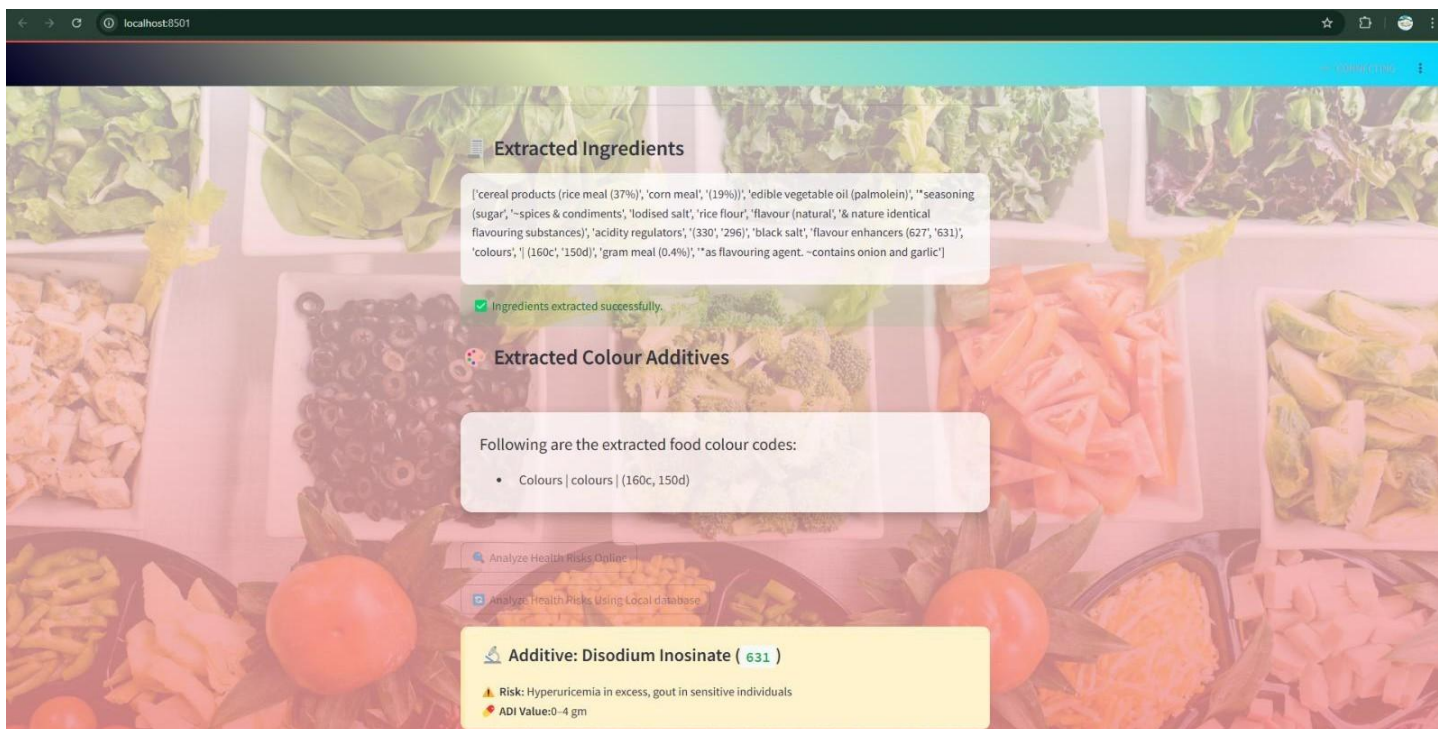 localhost:8501
CONNECTING
Extracted Ingredients
['cereal products (rice meal (37%)', 'corn meal', '(19%))', 'edible vegetable oil (palmolein)', '"*seasoning
(sugar', '~spices & condiments', 'lodised salt', 'rice flour', 'flavour (natural', '& nature identical
flavouring substances)', 'acidity regulators', '(330', '296)', 'black salt', 'flavour enhancers (627', '631)',
'colours', '| (160c', '150d)', 'gram meal (0.4%)', '"*as flavouring agent. ~contains onion and garlic']
Ingredients extracted successfully.
Extracted Colour Additives
Following are the extracted food colour codes:
• Colours | colours | (160c, 150d)
Analyze Health Risks Online
Analyze Health Risks Using Local database
Additive: Disodium Inosinate ( 631 )
Risk: Hyperuricemia in excess, gout in sensitive individuals
ADI Value:0–4 gm